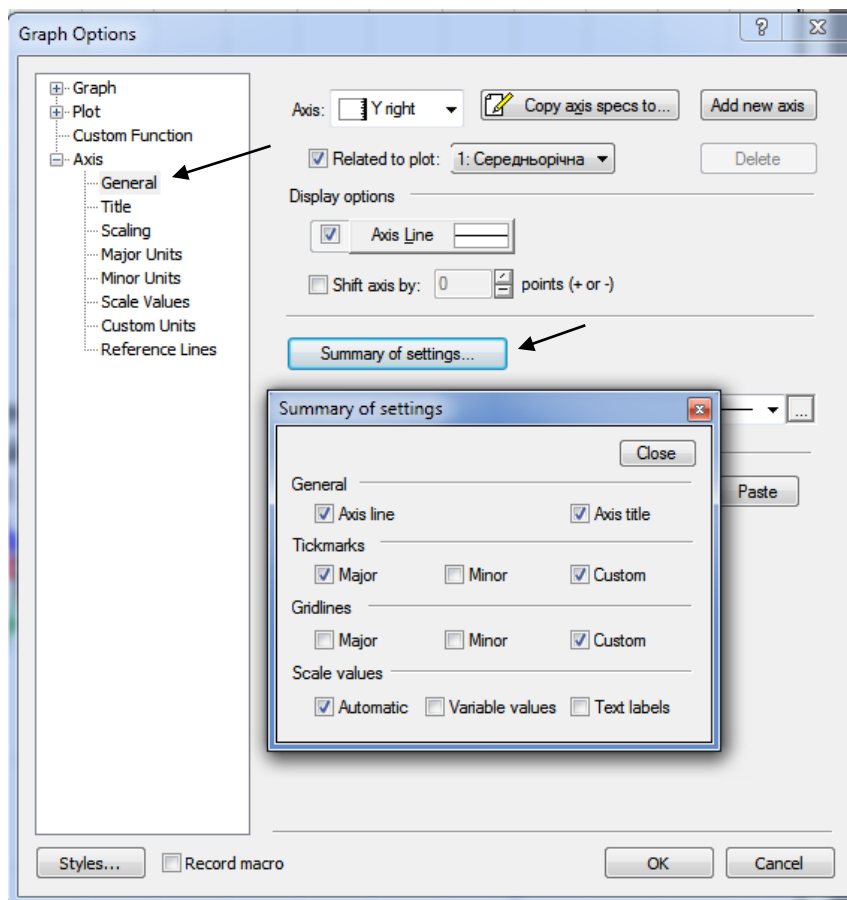 Graph Options
Graph
Plot
Custom Function
Axis
General
Title
Scaling
Major Units
Minor Units
Scale Values
Custom Units
Reference Lines
Axis: Y right Copy axis specs to... Add new axis
Related to plot: 1: Середньорічна Delete
Display options
Axis Line
Shift axis by: 0 points (+ or -)
Summary of settings...
...
Paste
Summary of settings
Close
General
Axis line Axis title
Tickmarks
Major Minor Custom
Gridlines
Major Minor Custom
Scale values
Automatic Variable values Text labels
Styles... Record macro OK Cancel